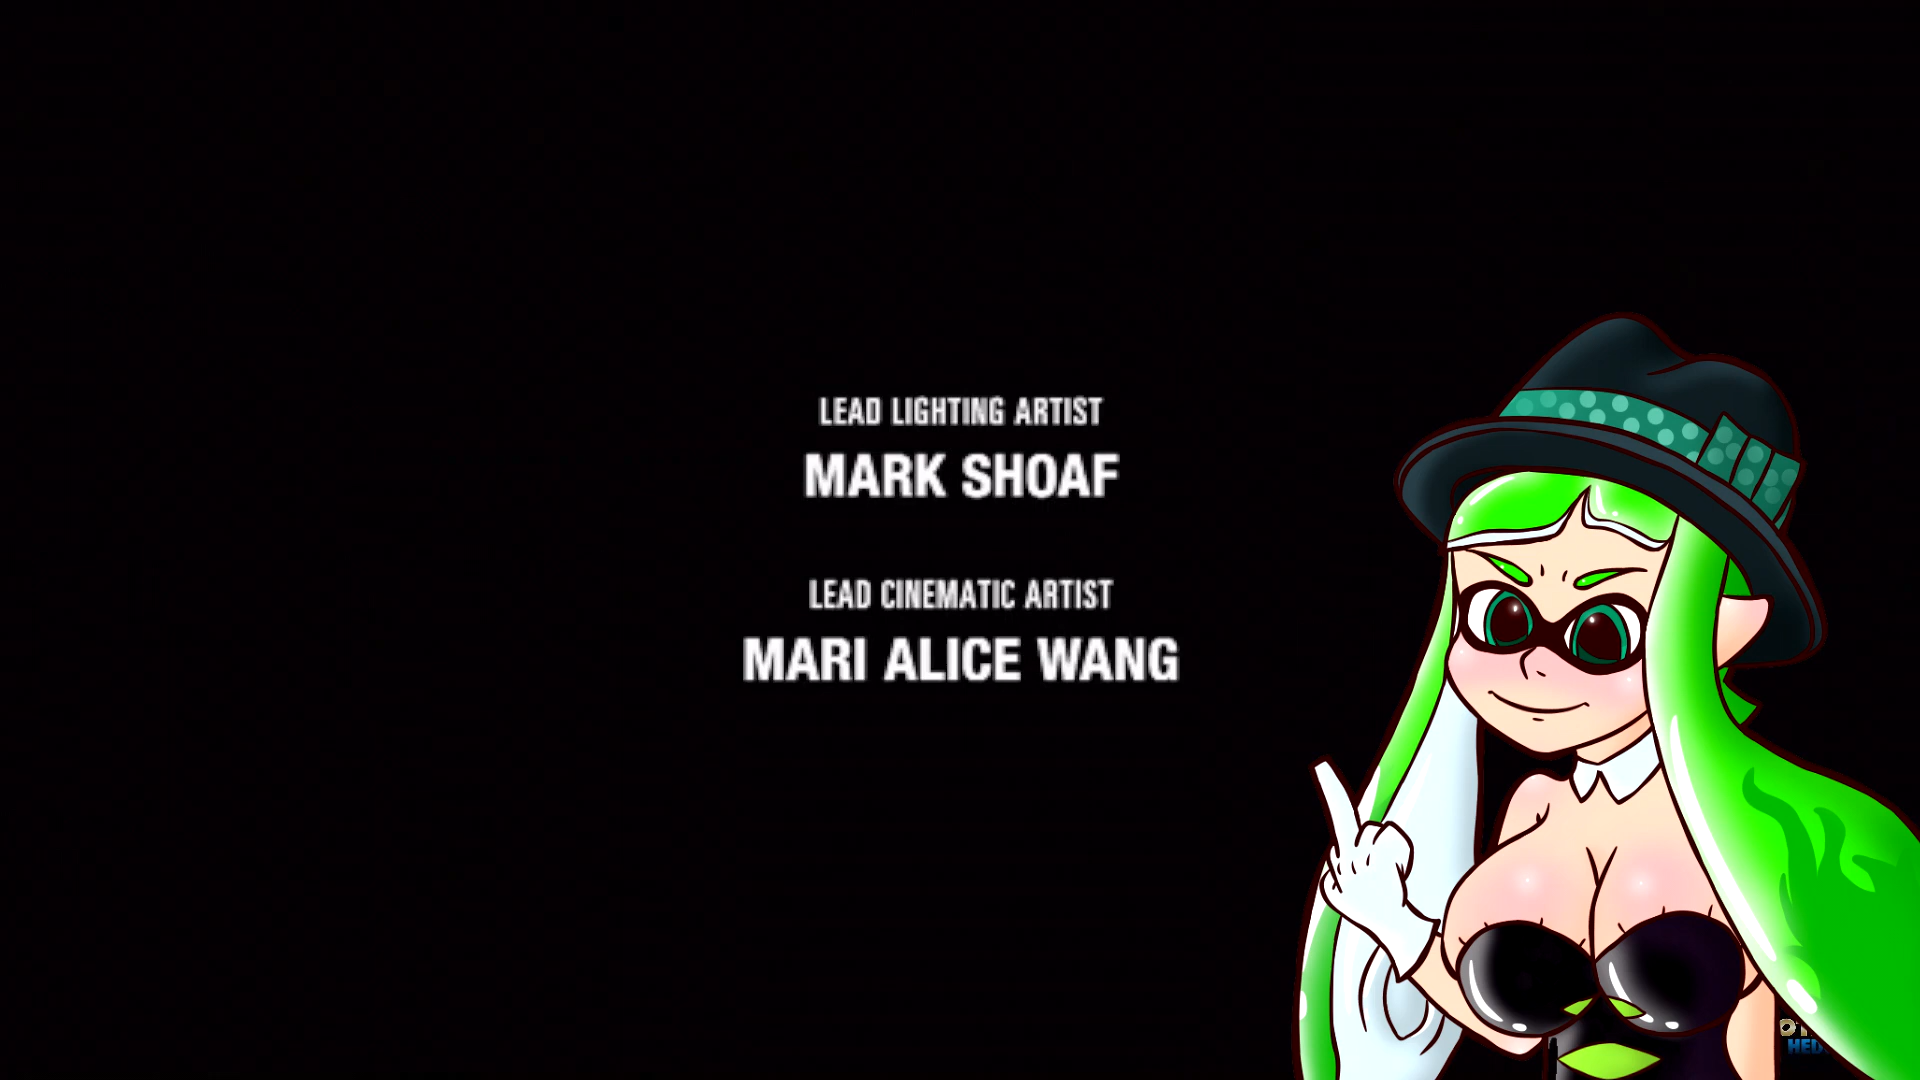 LEAD LIGHTING ARTIST
MARK SHOAF
LEAD CINEMATIC ARTIST
MARI ALICE WANG